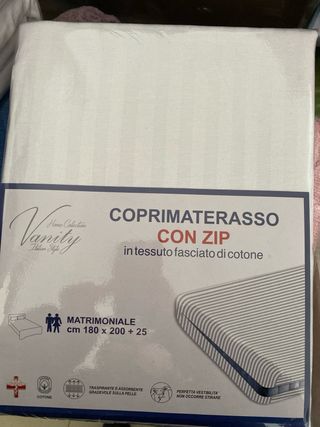 Home Collection
Vanity
Italian Style
COPRIMATERASSO
CON ZIP
in tessuto fasciato di cotone
MATRIMONIALE
cm 180 x 200 + 25
COTONE
TRASPIRANTE E ASSORBENTE
GRADEVOLE SULLA PELLE
PERFETTA VESTIBILITA'
NON OCCORRE STIRARE